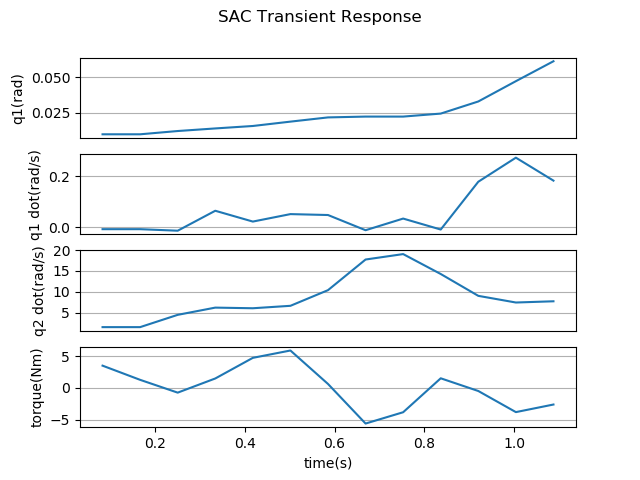 SAC Transient Response
q1(rad)
0.050
0.025
q1 dot(rad/s)
0.2
0.0
q2 dot(rad/s)
20
15
10
5
torque(Nm)
5
0
−5
0.2 0.4 0.6 0.8 1.0
time(s)